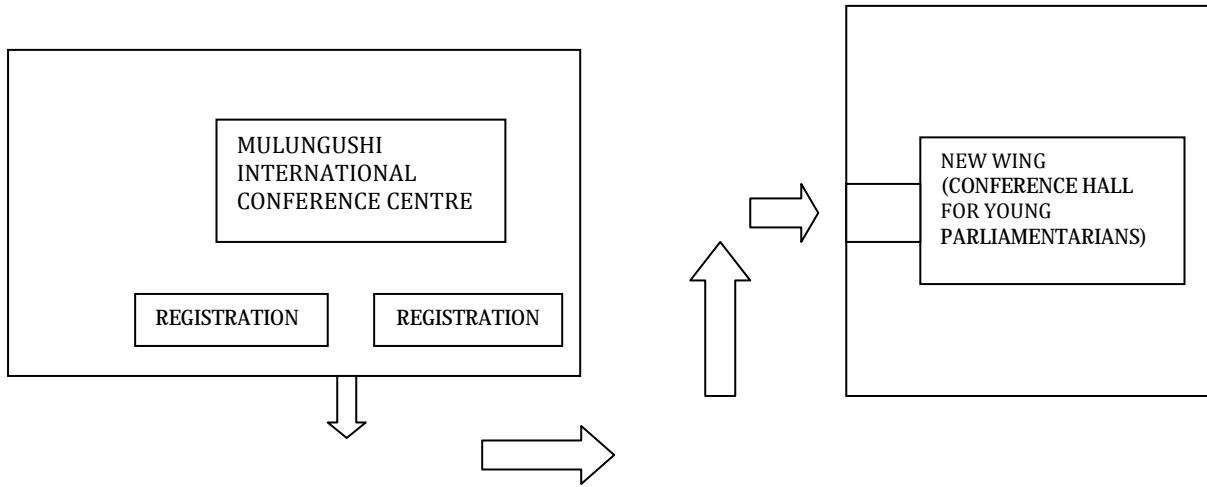 MULUNGUSHI
INTERNATIONAL
CONFERENCE CENTRE
REGISTRATION
REGISTRATION
NEW WING
(CONFERENCE HALL
FOR YOUNG
PARLIAMENTARIANS)